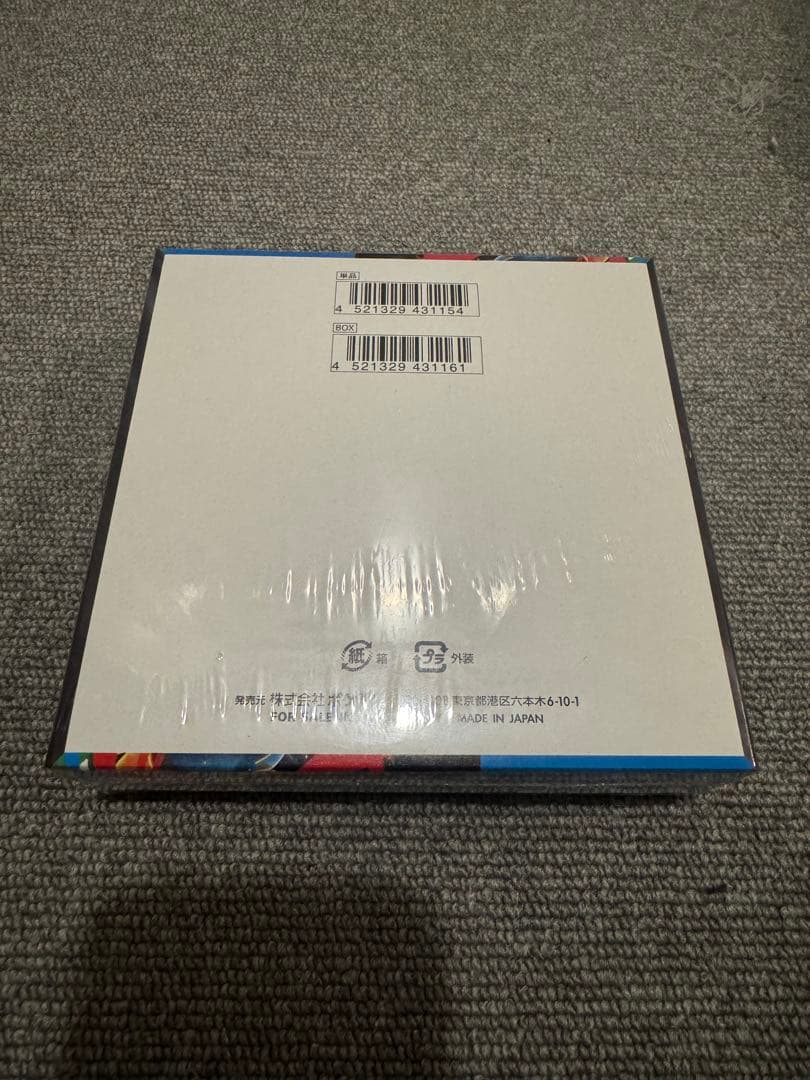 単品
4 521329 431154
BOX
4 521329 431161
紙 箱 プラ 外装
発売元 株式会社ポケ 東京都港区六本木6-10-1
FOR SALE MADE IN JAPAN